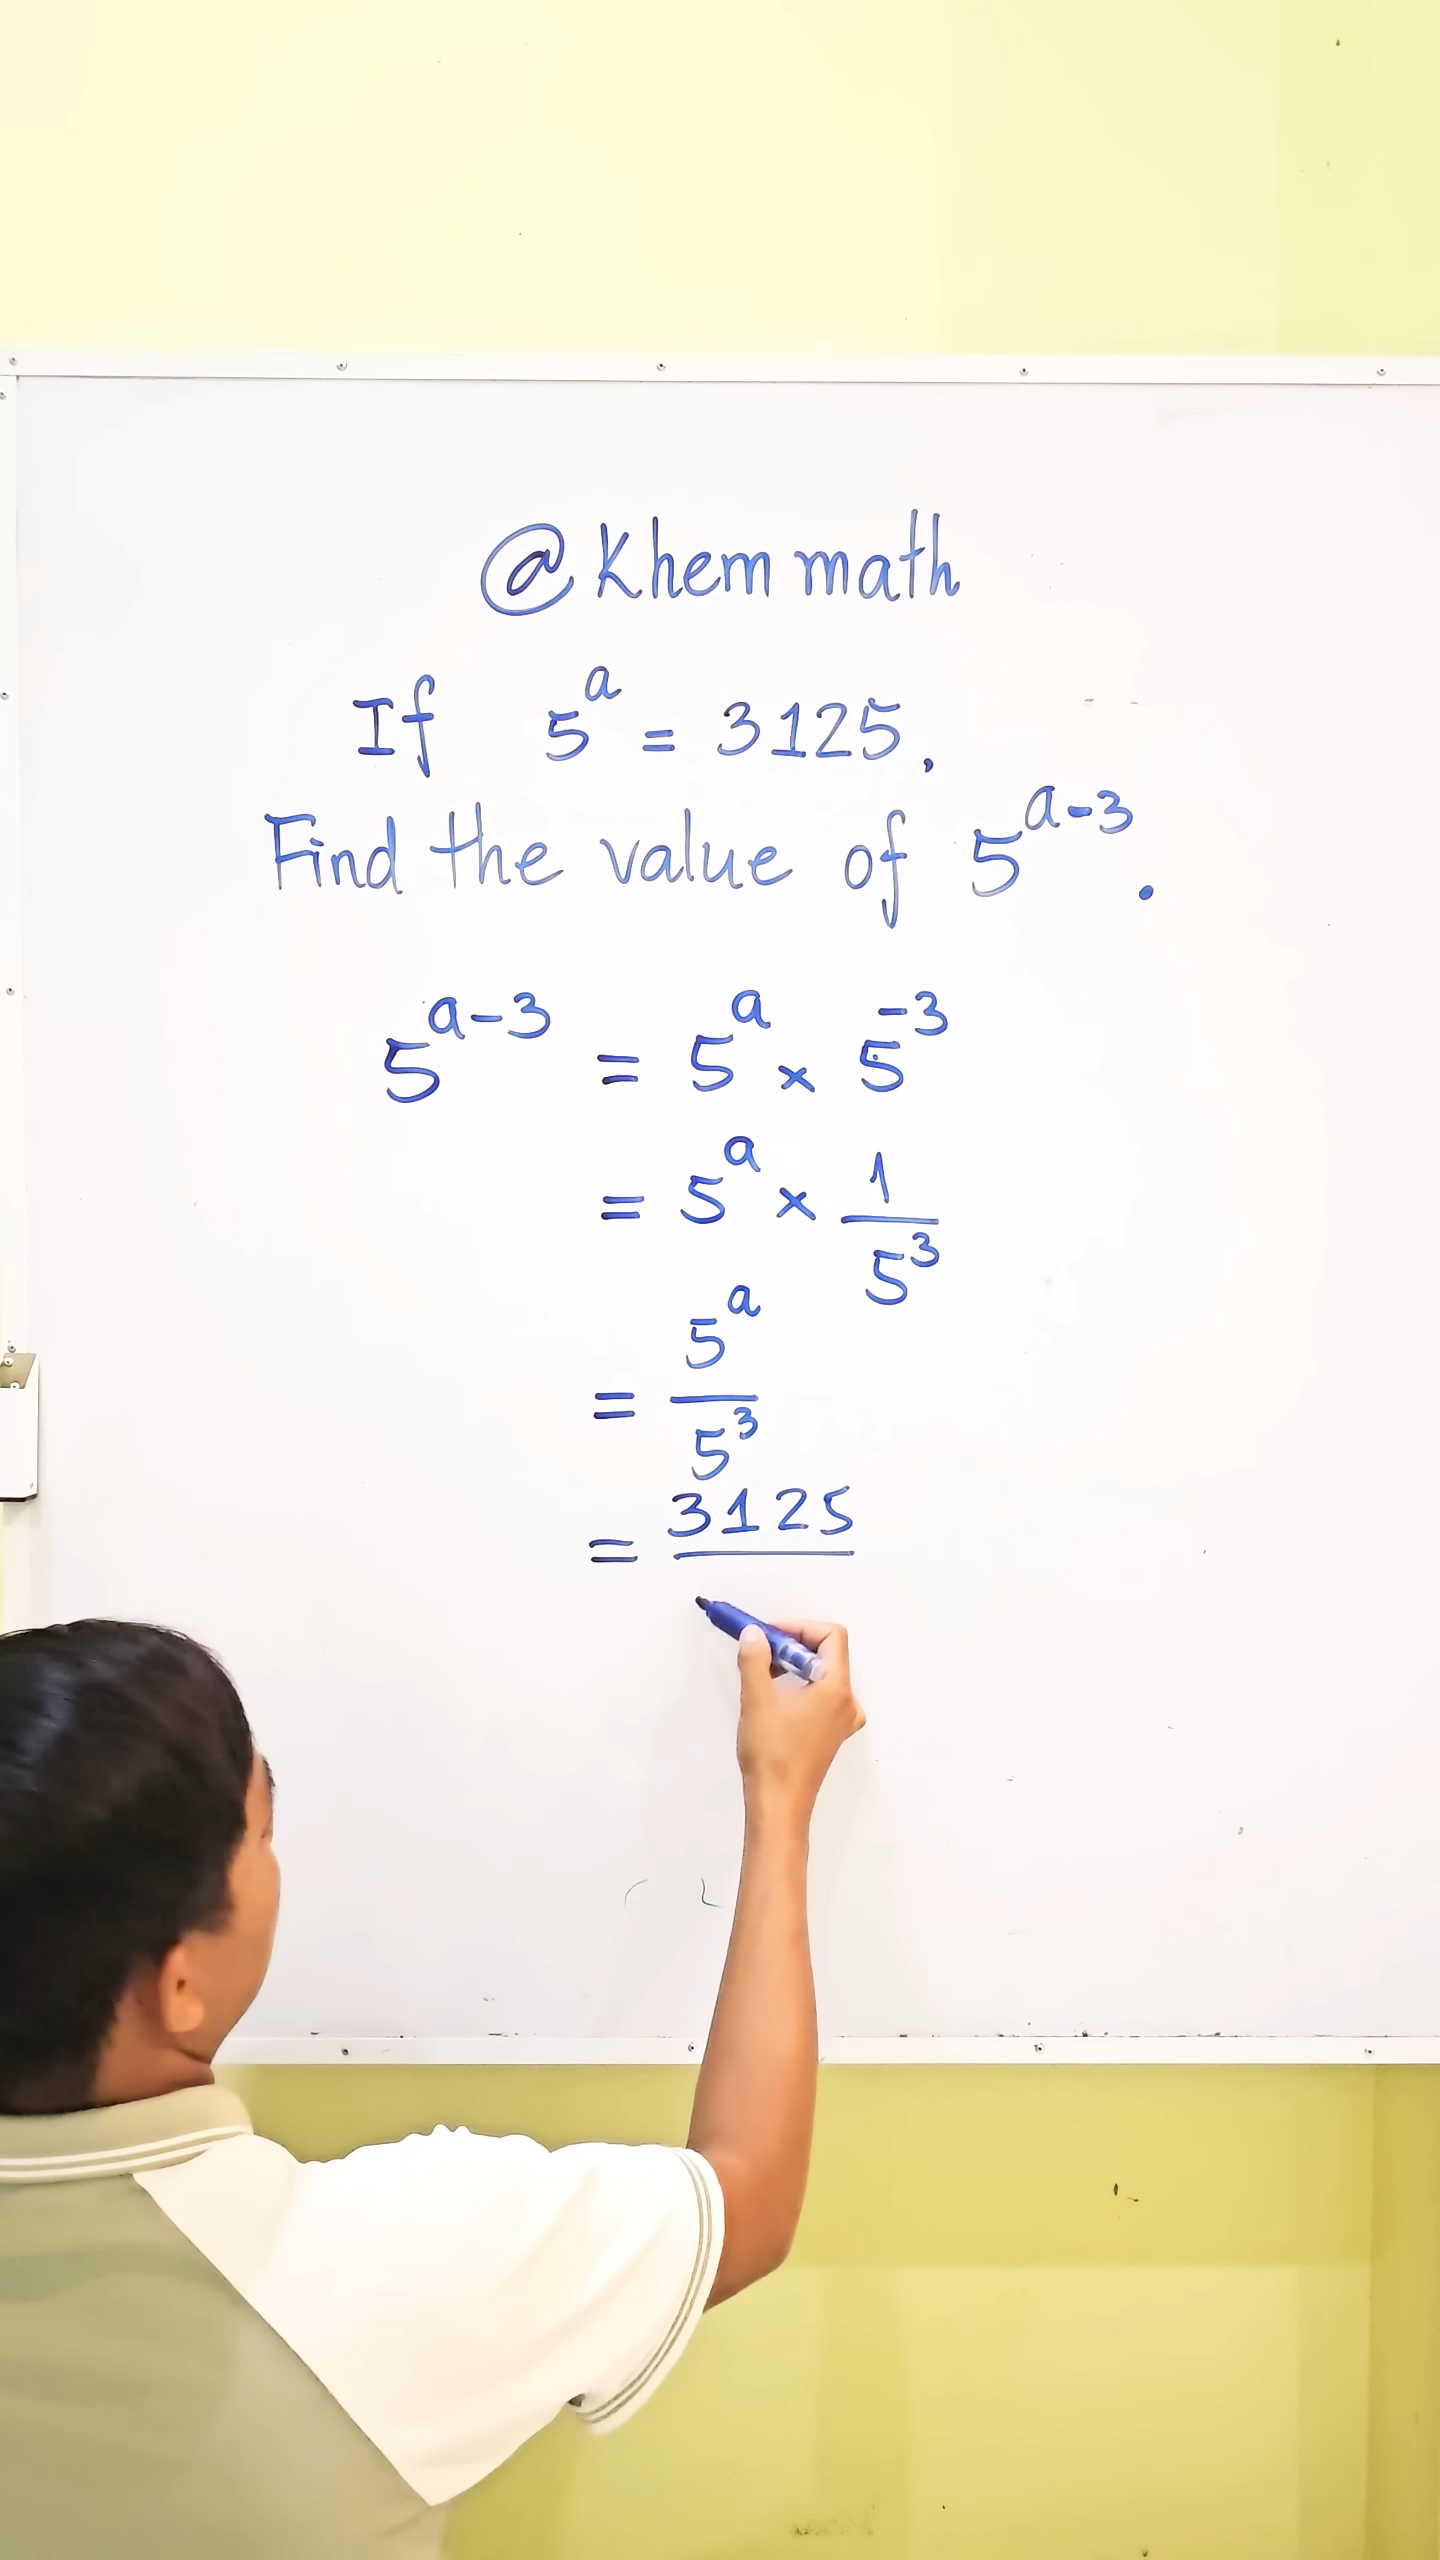 @Khem math
If 5^a = 3125,
Find the value of 5^(a-3).
5^(a-3) = 5^a × 5^-3
= 5^a × 1/5^3
= 5^a/5^3
= 3125/